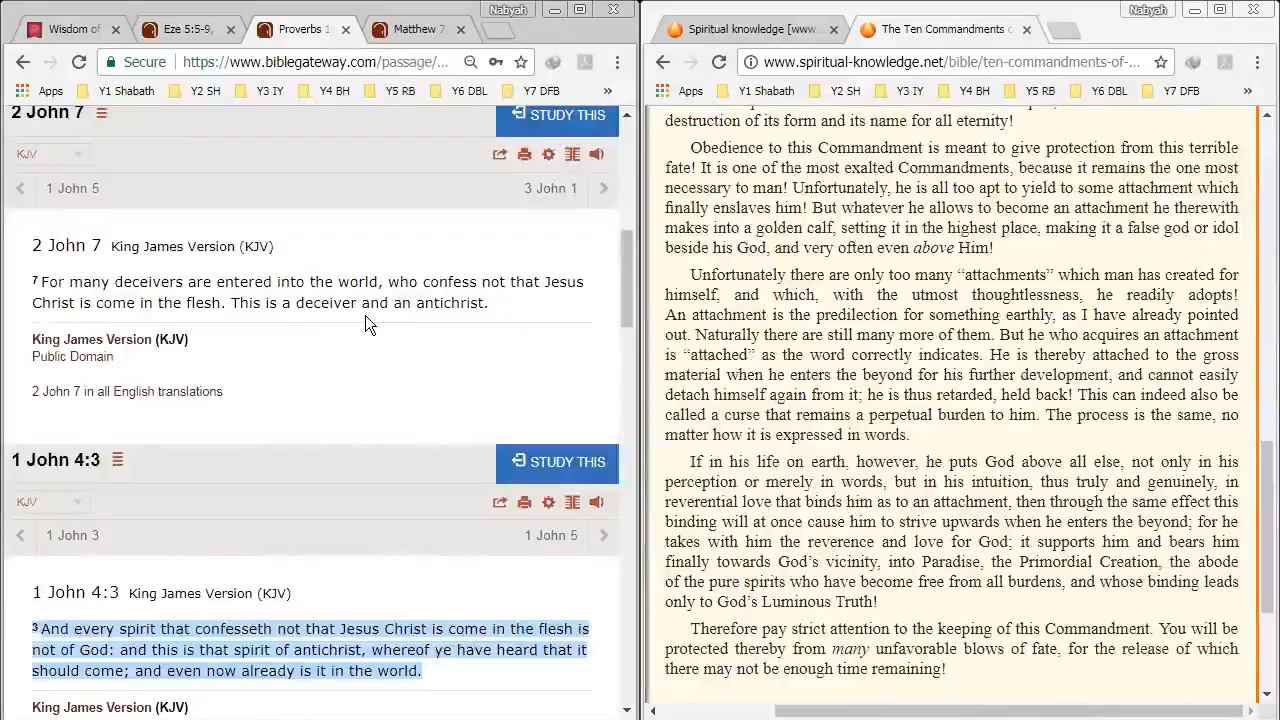 Nabyah
Wisdom of
Eze 5:5-9,
Proverbs 1
Matthew 7
Secure
https://www.biblegateway.com/passage/...
Apps
Y1 Shabath
Y2 SH
Y3 IY
Y4 BH
Y5 RB
Y6 DBL
Y7 DFB
2 John 7
STUDY THIS
KJV
1 John 5
3 John 1
2 John 7 King James Version (KJV)
7 For many deceivers are entered into the world, who confess not that Jesus
Christ is come in the flesh. This is a deceiver and an antichrist.
King James Version (KJV)
Public Domain
2 John 7 in all English translations
1 John 4:3
STUDY THIS
KJV
1 John 3
1 John 5
1 John 4:3 King James Version (KJV)
3 And every spirit that confesseth not that Jesus Christ is come in the flesh is
not of God: and this is that spirit of antichrist, whereof ye have heard that it
should come; and even now already is it in the world.
King James Version (KJV)
Nabyah
Spiritual knowledge [www.
The Ten Commandments o
www.spiritual-knowledge.net/bible/ten-commandments-of-...
Apps
Y1 Shabath
Y2 SH
Y3 IY
Y4 BH
Y5 RB
Y6 DBL
Y7 DFB
destruction of its form and its name for all eternity!
Obedience to this Commandment is meant to give protection from this terrible
fate! It is one of the most exalted Commandments, because it remains the one most
necessary to man! Unfortunately, he is all too apt to yield to some attachment which
finally enslaves him! But whatever he allows to become an attachment he therewith
makes into a golden calf, setting it in the highest place, making it a false god or idol
beside his God, and very often even above Him!
Unfortunately there are only too many “attachments” which man has created for
himself, and which, with the utmost thoughtlessness, he readily adopts!
An attachment is the predilection for something earthly, as I have already pointed
out. Naturally there are still many more of them. But he who acquires an attachment
is “attached” as the word correctly indicates. He is thereby attached to the gross
material when he enters the beyond for his further development, and cannot easily
detach himself again from it; he is thus retarded, held back! This can indeed also be
called a curse that remains a perpetual burden to him. The process is the same, no
matter how it is expressed in words.
If in his life on earth, however, he puts God above all else, not only in his
perception or merely in words, but in his intuition, thus truly and genuinely, in
reverential love that binds him as to an attachment, then through the same effect this
binding will at once cause him to strive upwards when he enters the beyond; for he
takes with him the reverence and love for God; it supports him and bears him
finally towards God’s vicinity, into Paradise, the Primordial Creation, the abode
of the pure spirits who have become free from all burdens, and whose binding leads
only to God’s Luminous Truth!
Therefore pay strict attention to the keeping of this Commandment. You will be
protected thereby from many unfavorable blows of fate, for the release of which
there may not be enough time remaining!